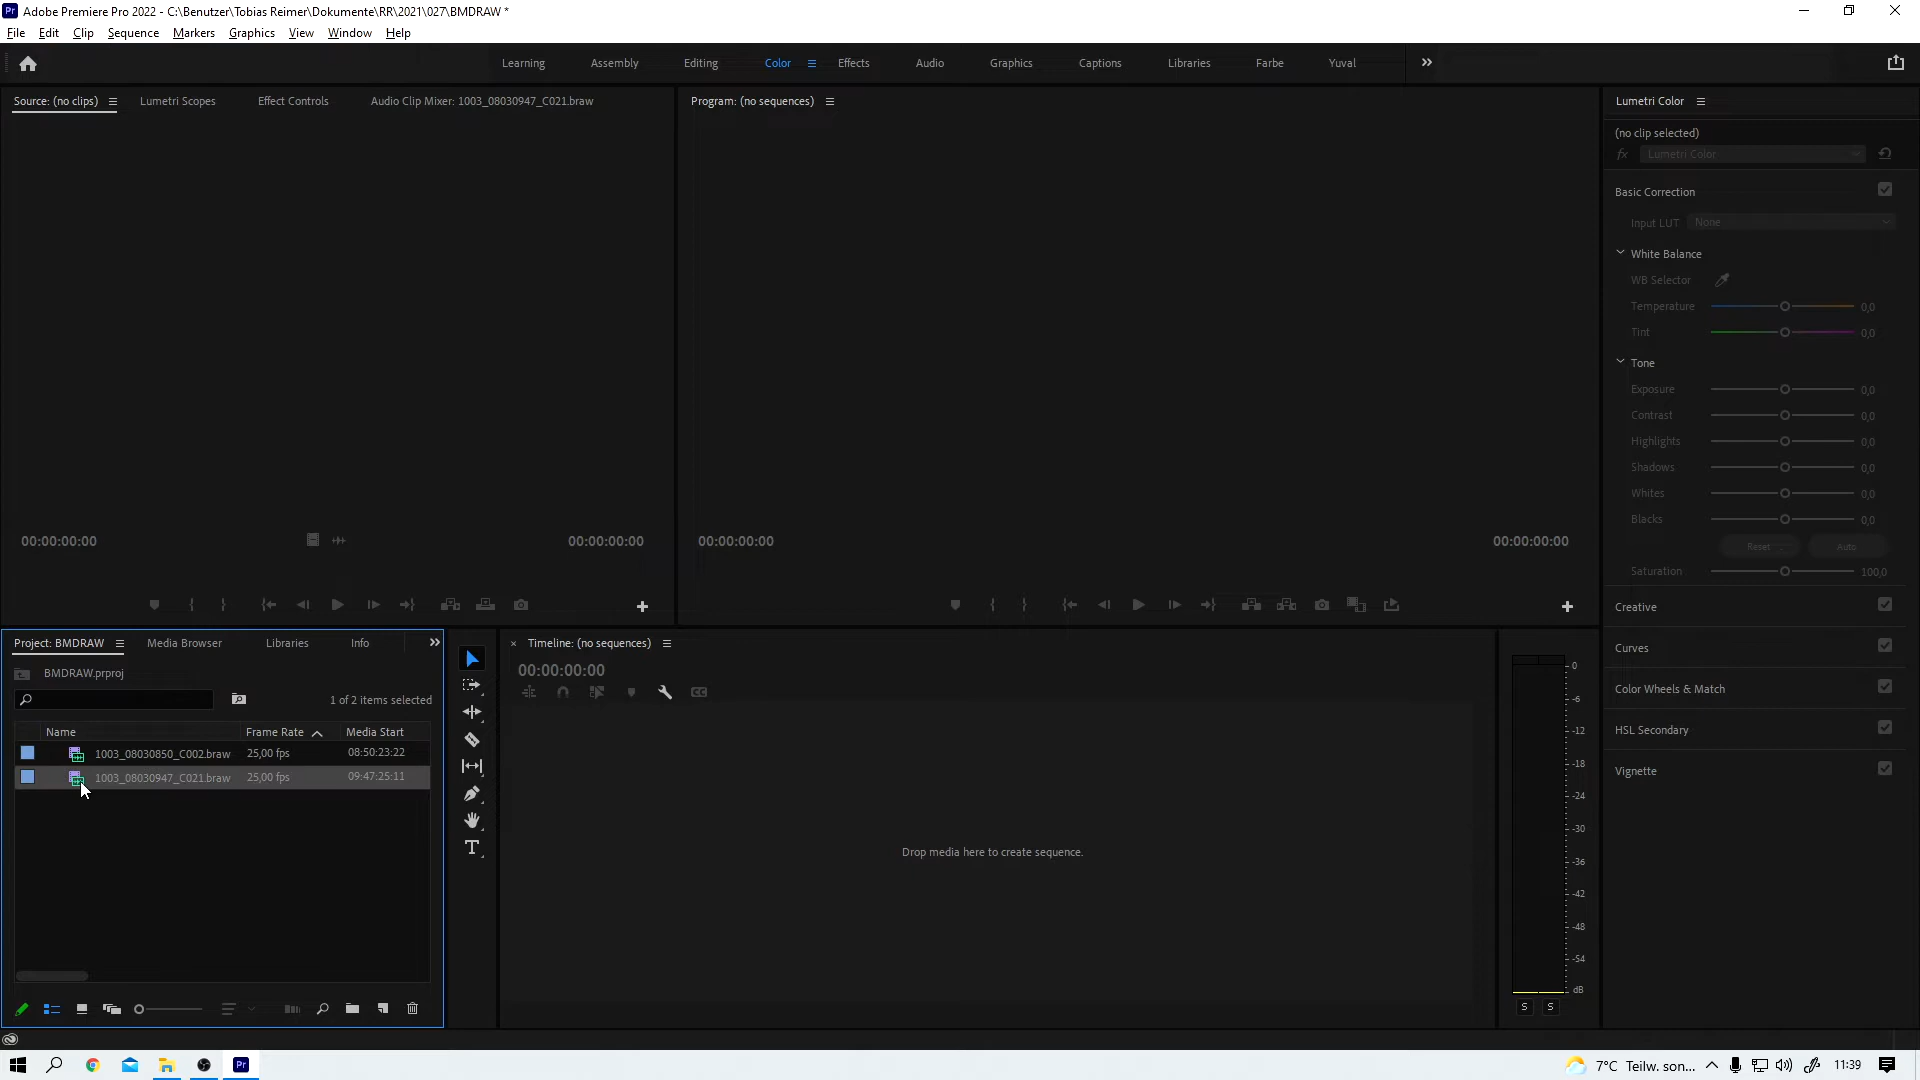 Adobe Premiere Pro 2022 - C:\Benutzer\Tobias Reimer\Dokumente\RR\2021\027\BMDRAW *
File Edit Clip Sequence Markers Graphics View Window Help
Learning Assembly Editing Color Effects Audio Graphics Captions Libraries Farbe Yuval
Source: (no clips) Lumetri Scopes Effect Controls Audio Clip Mixer: 1003_08030947_C021.braw
Program: (no sequences)
Lumetri Color
(no clip selected)
fx Lumetri Color
Basic Correction
Input LUT None
White Balance
WB Selector
Temperature 0,0
Tint 0,0
Tone
Exposure 0,0
Contrast 0,0
Highlights 0,0
Shadows 0,0
Whites 0,0
Blacks 0,0
Reset Auto
Saturation 100,0
Creative
Curves
Color Wheels & Match
HSL Secondary
Vignette
00:00:00:00 00:00:00:00
00:00:00:00 00:00:00:00
Project: BMDRAW Media Browser Libraries Info
BMDRAW.prproj
1 of 2 items selected
Name Frame Rate Media Start
1003_08030850_C002.braw 25,00 fps 08:50:23:22
1003_08030947_C021.braw 25,00 fps 09:47:25:11
Timeline: (no sequences)
00:00:00:00
CC
Drop media here to create sequence.
0
-6
-12
-18
-24
-30
-36
-42
-48
-54
dB
S S
7°C Teilw. son... 11:39